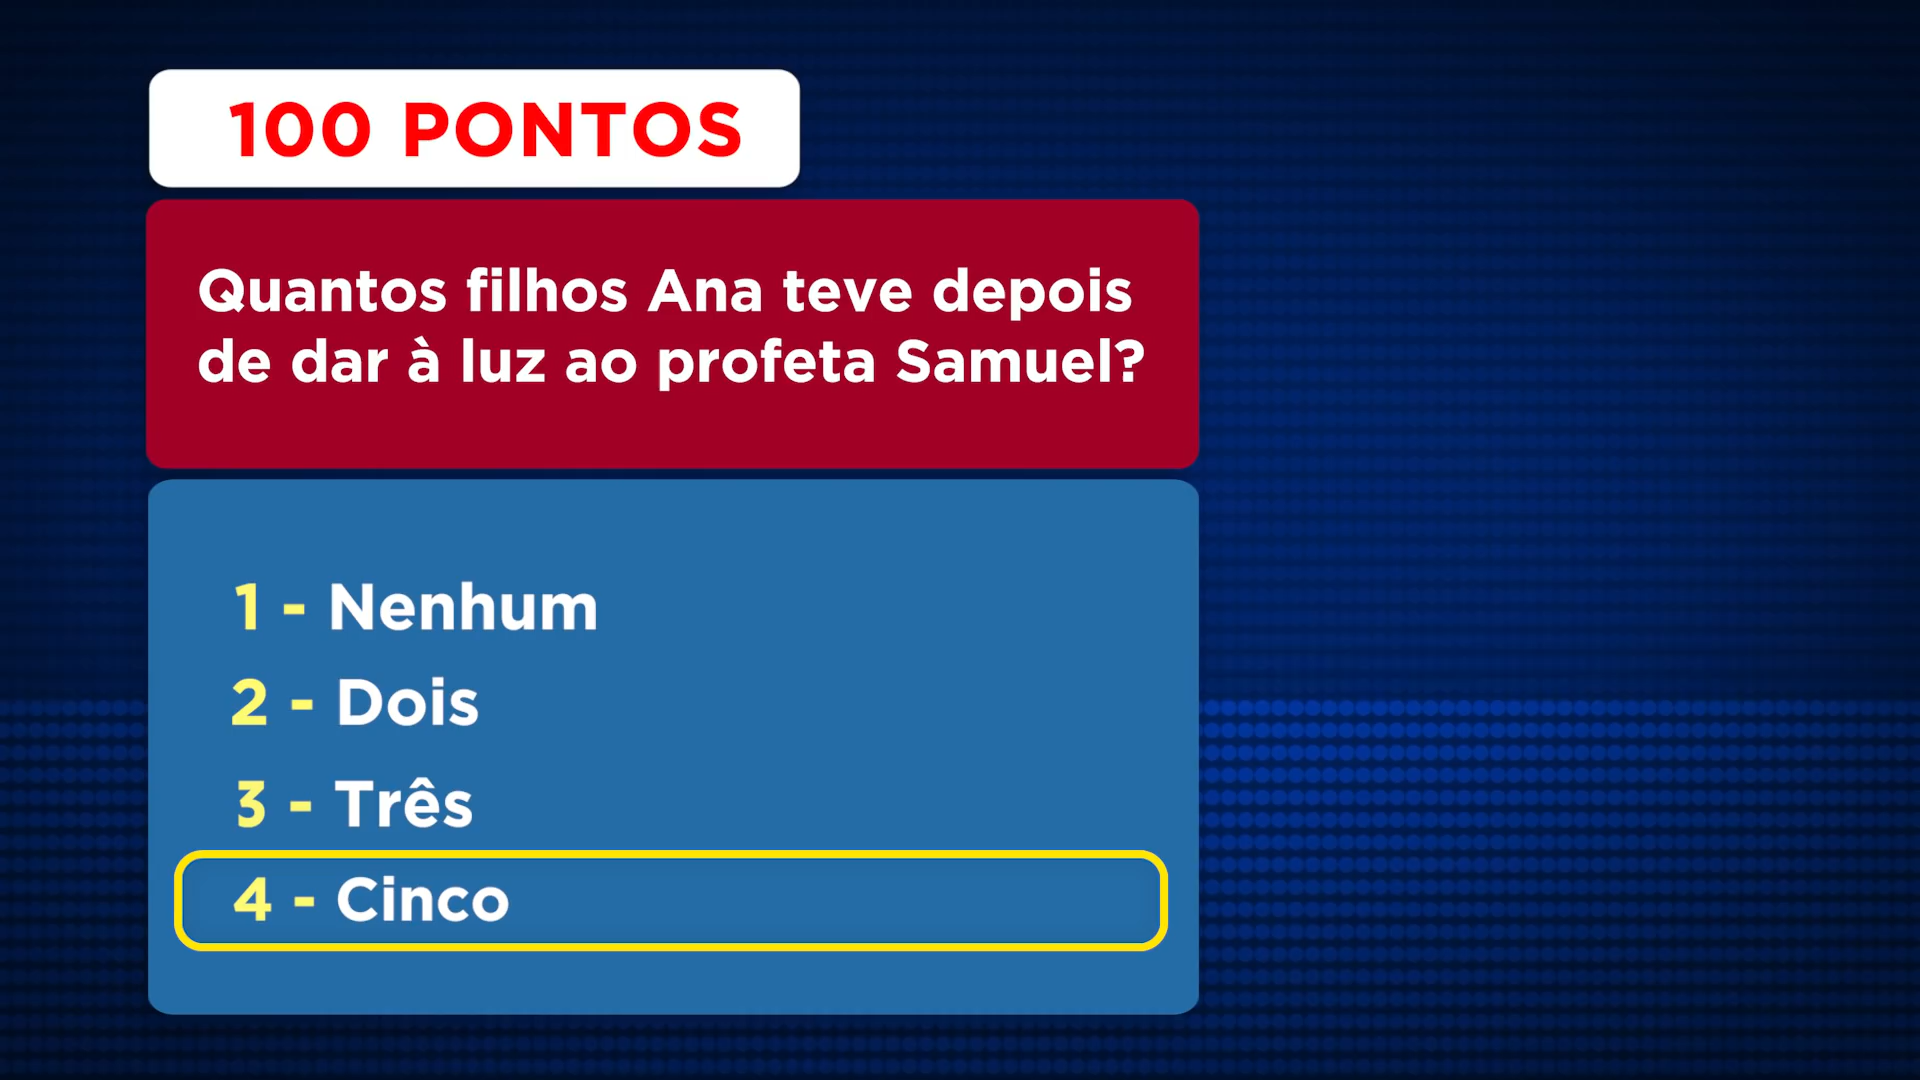 100 PONTOS
Quantos filhos Ana teve depois
de dar à luz ao profeta Samuel?
1 - Nenhum
2 - Dois
3 - Três
4 - Cinco